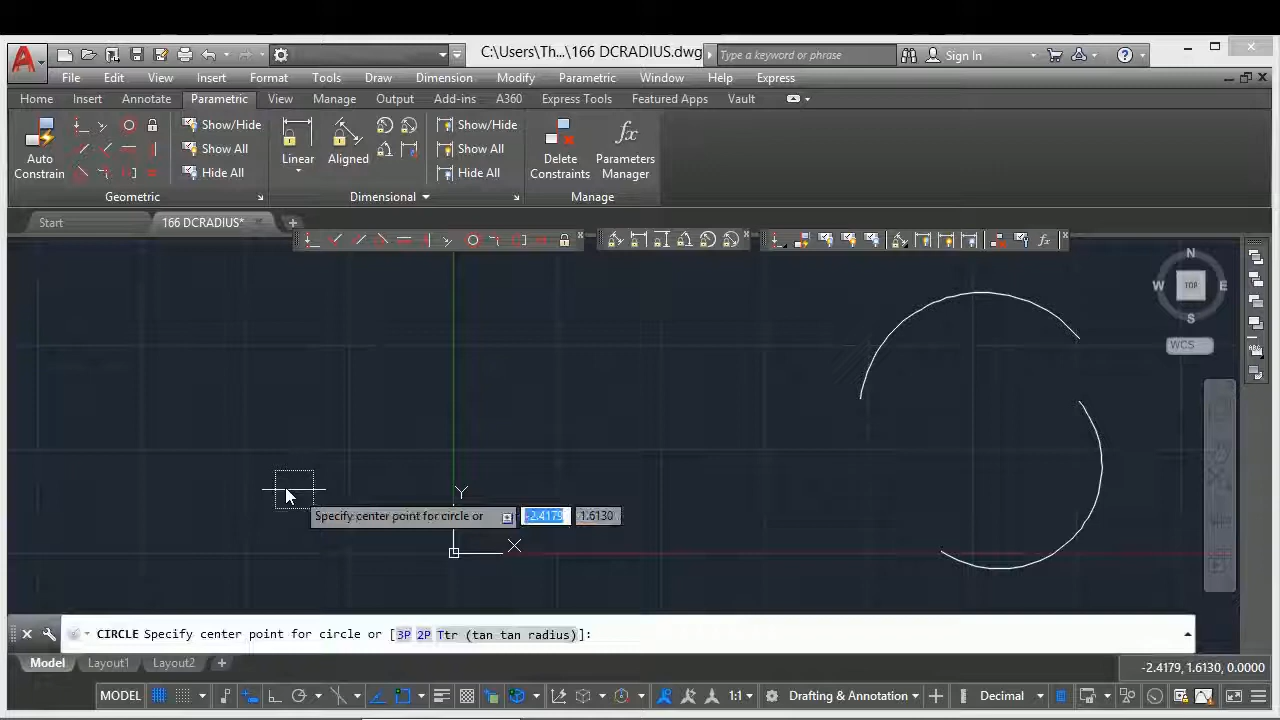 C:\Users\Th...\166 DCRADIUS.dwg
Type a keyword or phrase
Sign In
File Edit View Insert Format Tools Draw Dimension Modify Parametric Window Help Express
Home Insert Annotate Parametric View Manage Output Add-ins A360 Express Tools Featured Apps Vault
Show/Hide
Show/Hide
Show All
Show All
Hide All
Hide All
Auto
Constrain
Linear
Aligned
Delete
Constraints
fx
Parameters
Manager
Geometric
Dimensional
Manage
Start
166 DCRADIUS*
N
W
TOP
E
S
WCS
Y
Specify center point for circle or
-2.4179
1.6130
X
CIRCLE Specify center point for circle or [3P 2P Ttr (tan tan radius)]:
Model Layout1 Layout2 +
-2.4179, 1.6130, 0.0000
MODEL
1:1
Drafting & Annotation
Decimal